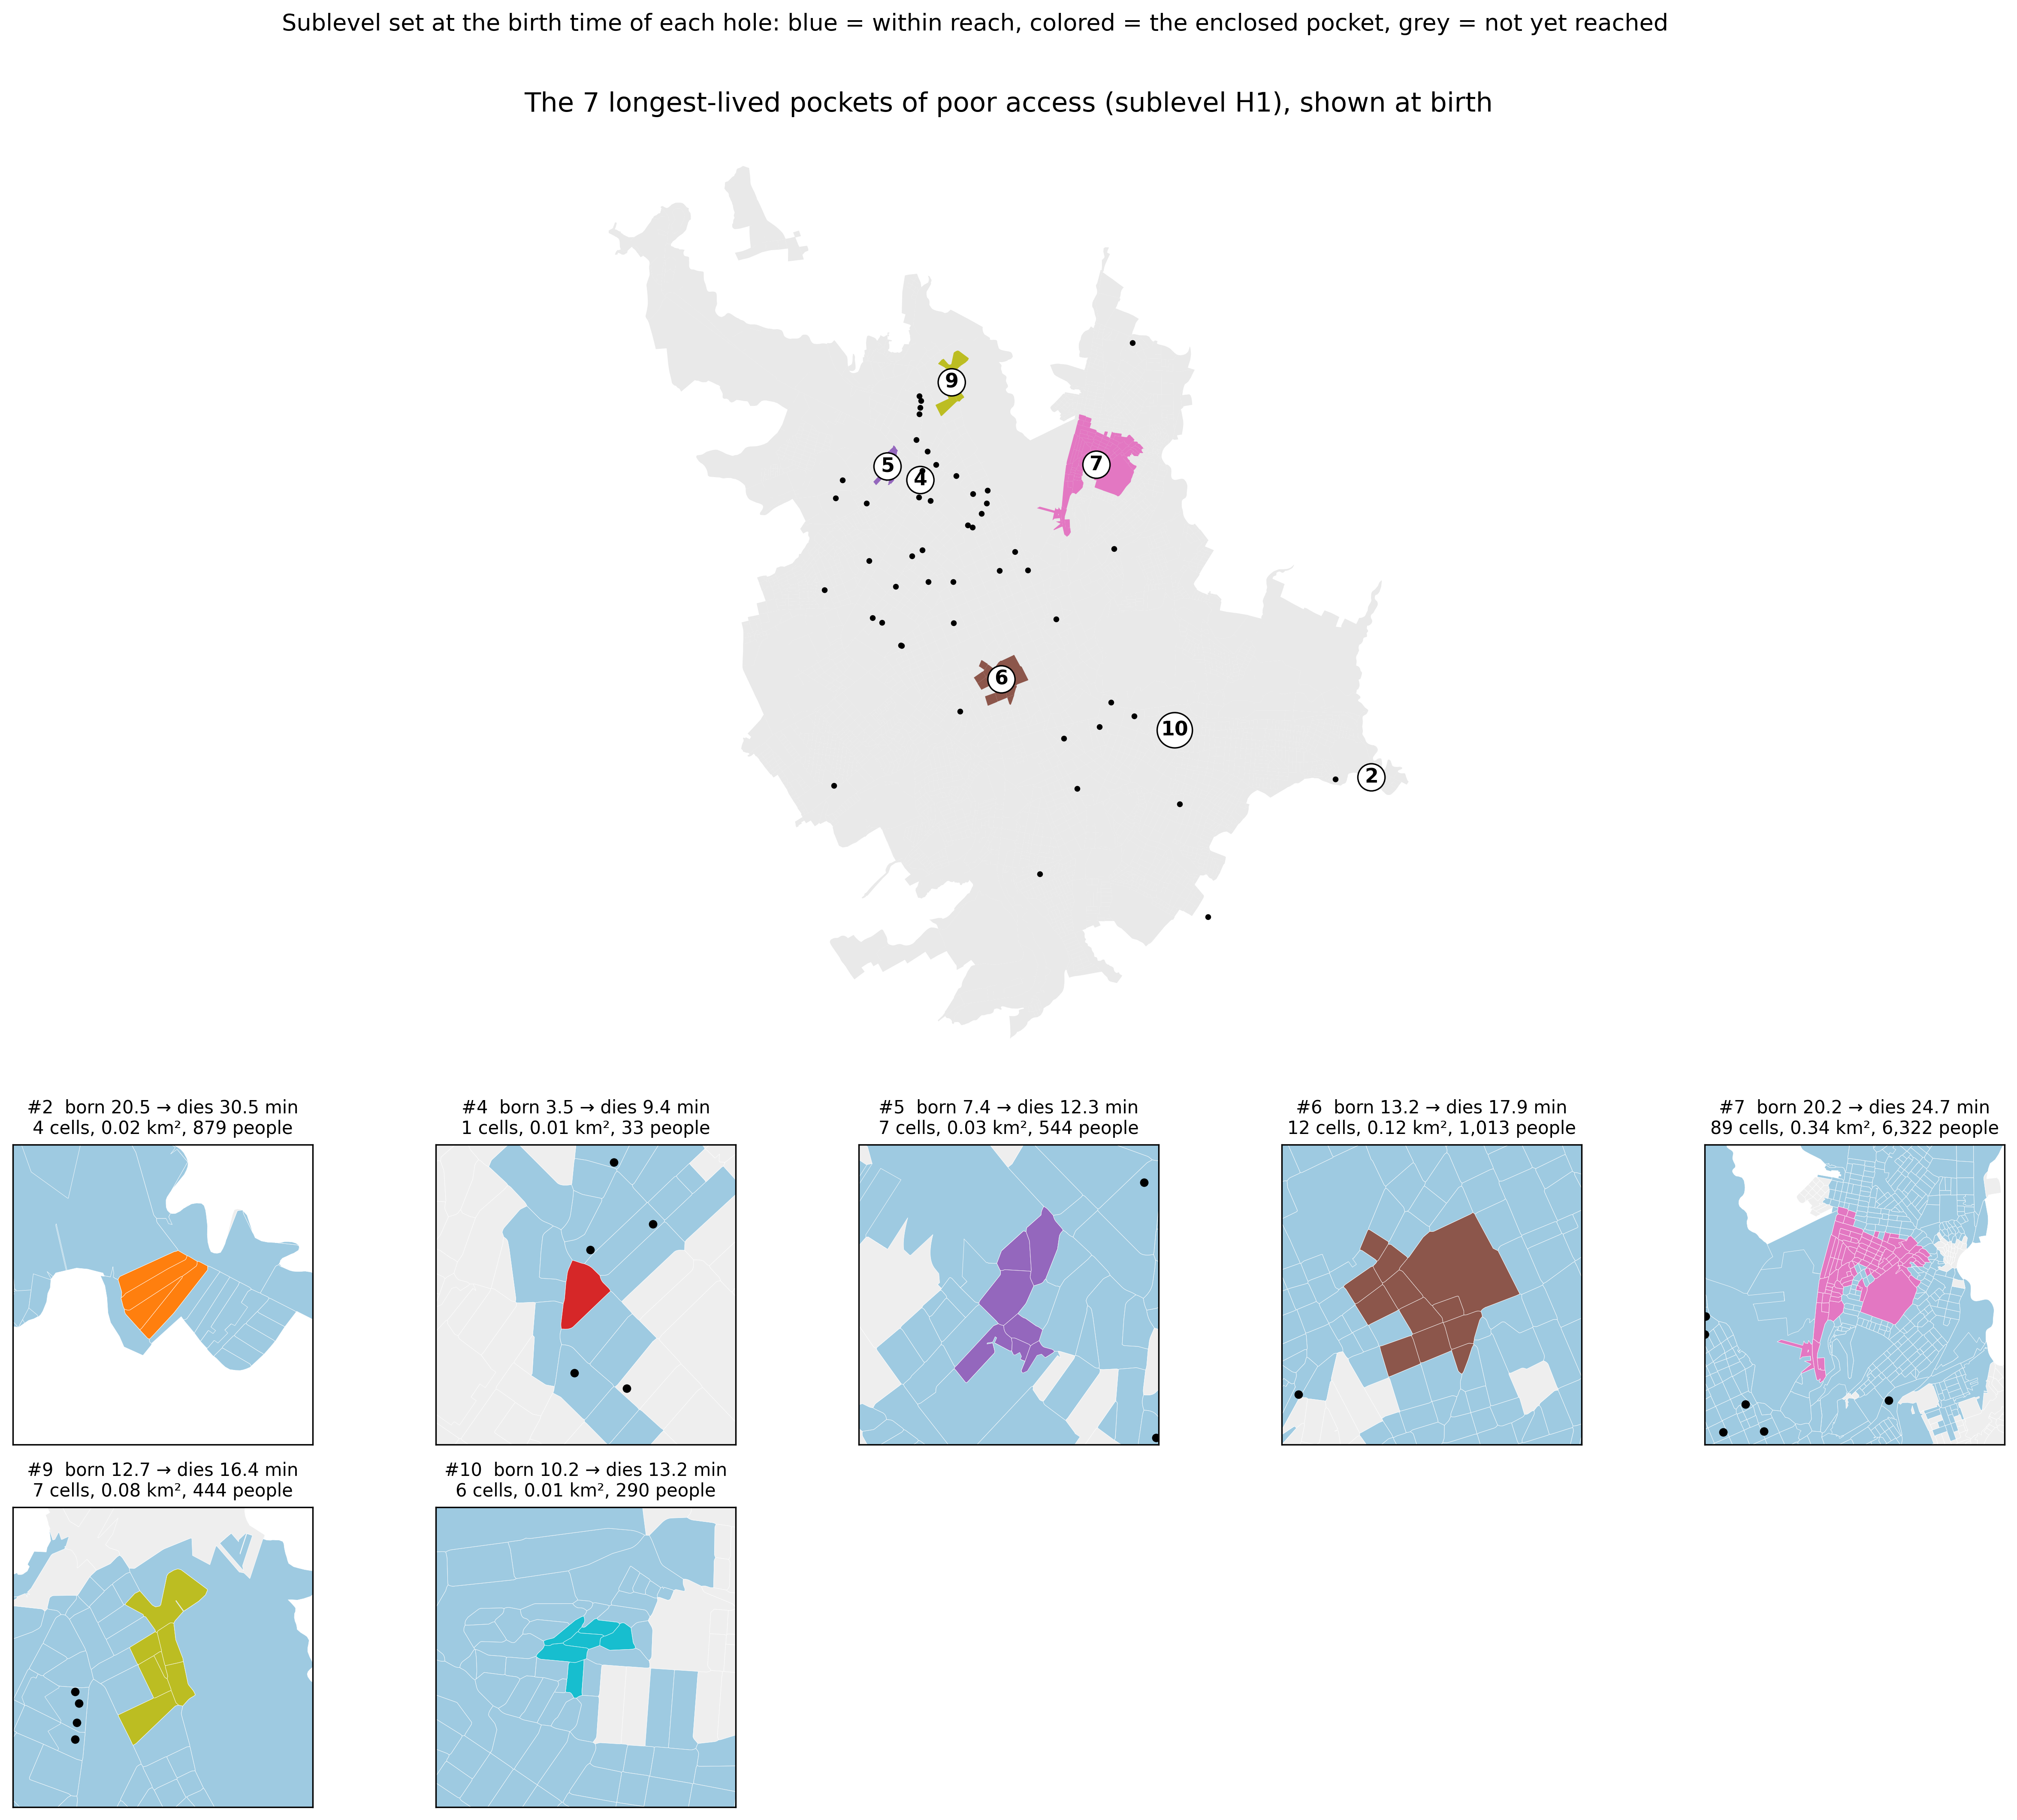 Sublevel set at the birth time of each hole: blue = within reach, colored = the enclosed pocket, grey = not yet reached
The 7 longest-lived pockets of poor access (sublevel H1), shown at birth
9
5
4
7
6
10
2
#2  born 20.5 → dies 30.5 min
4 cells, 0.02 km², 879 people
#4  born 3.5 → dies 9.4 min
1 cells, 0.01 km², 33 people
#5  born 7.4 → dies 12.3 min
7 cells, 0.03 km², 544 people
#6  born 13.2 → dies 17.9 min
12 cells, 0.12 km², 1,013 people
#7  born 20.2 → dies 24.7 min
89 cells, 0.34 km², 6,322 people
#9  born 12.7 → dies 16.4 min
7 cells, 0.08 km², 444 people
#10  born 10.2 → dies 13.2 min
6 cells, 0.01 km², 290 people